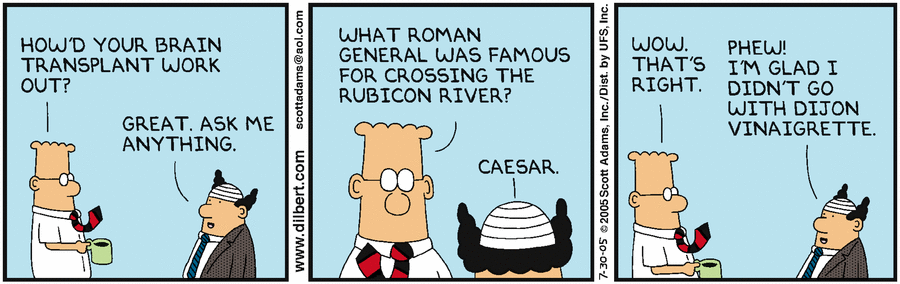 HOW'D YOUR BRAIN
TRANSPLANT WORK
OUT?
GREAT. ASK ME
ANYTHING.
www.dilbert.com scottadams@aol.com
WHAT ROMAN
GENERAL WAS FAMOUS
FOR CROSSING THE
RUBICON RIVER?
CAESAR.
7-30-05 © 2005 Scott Adams, Inc./Dist. by UFS, Inc.
WOW.
THAT'S
RIGHT.
PHEW!
I'M GLAD I
DIDN'T GO
WITH DIJON
VINAIGRETTE.